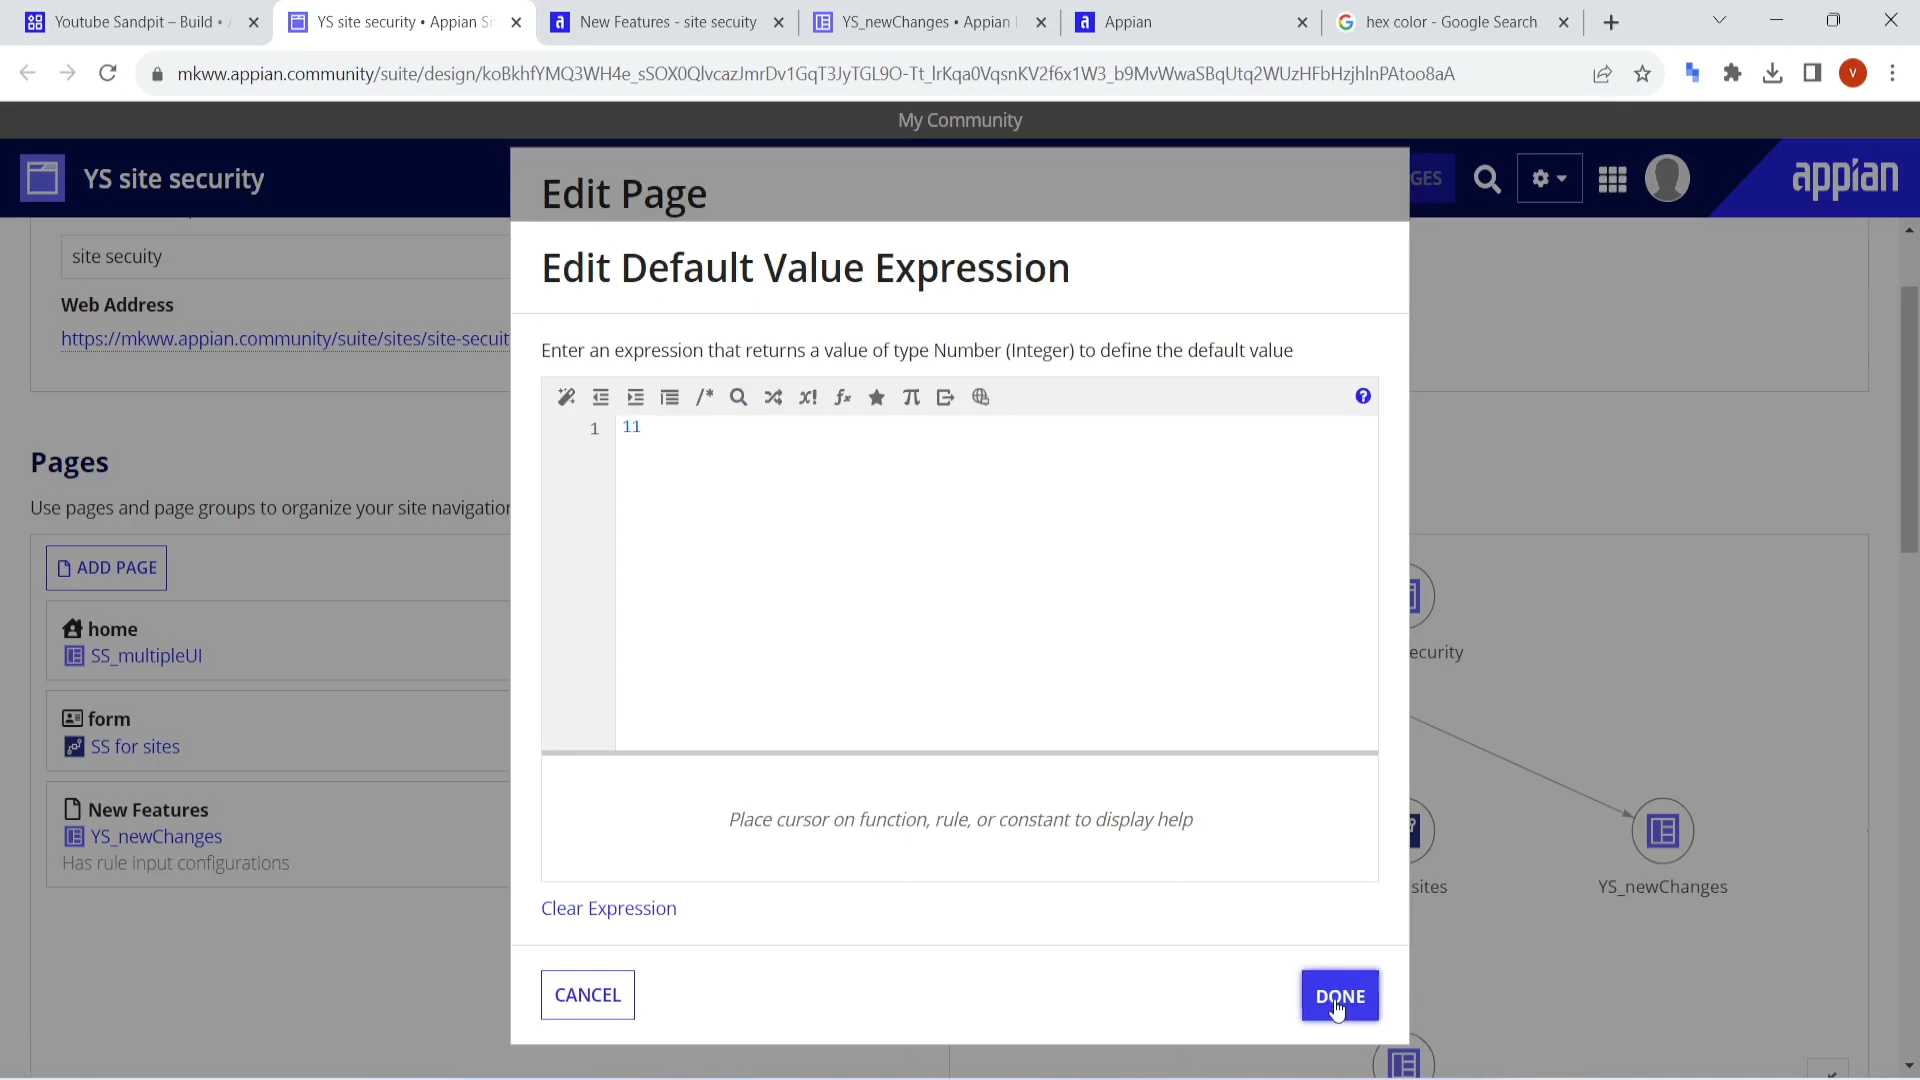 Youtube Sandpit – Build •
YS site security • Appian Si
New Features - site secuity
YS_newChanges • Appian
Appian
hex color - Google Search
mkww.appian.community/suite/design/koBkhfYMQ3WH4e_sSOX0QlvcazJmrDv1GqT3JyTGL9O-Tt_lrKqa0VqsnKV2f6x1W3_b9MvWwaSBqUtq2WUzHFbHzjhlnPAtoo8aA
V
My Community
YS site security
Edit Page
GES
appian
site secuity
Web Address
https://mkww.appian.community/suite/sites/site-secuit
Edit Default Value Expression
Enter an expression that returns a value of type Number (Integer) to define the default value
1 11
Pages
Use pages and page groups to organize your site navigation
ADD PAGE
home
SS_multipleUI
form
SS for sites
New Features
YS_newChanges
Has rule input configurations
ecurity
sites
YS_newChanges
Place cursor on function, rule, or constant to display help
Clear Expression
CANCEL
DONE